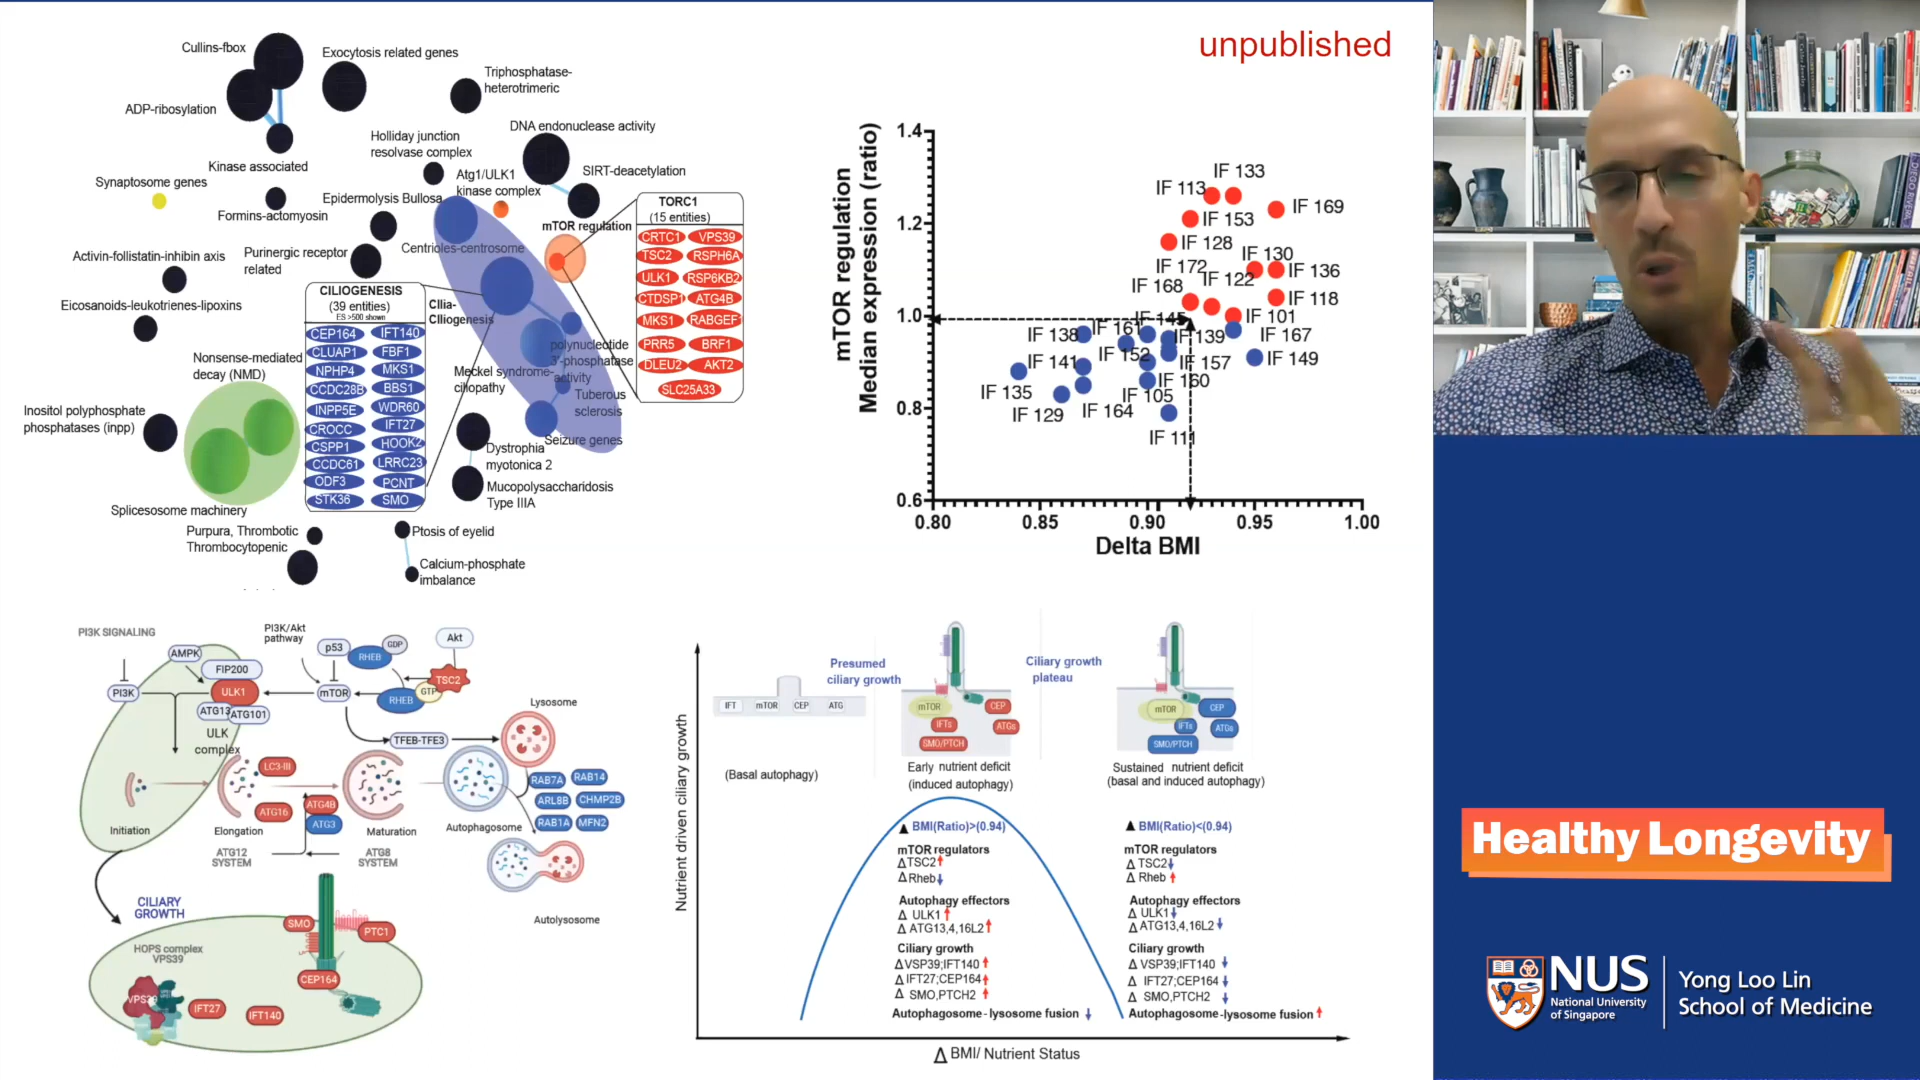 unpublished
Cullins-fbox
Exocytosis related genes
Triphosphatase-
heterotrimeric
ADP-ribosylation
Holliday junction
resolvase complex
DNA endonuclease activity
Kinase associated
Atg1/ULK1
kinase complex
SIRT-deacetylation
Synaptosome genes
Formins-actomyosin
Epidermolysis Bullosa
mTOR regulation
Centrioles-centrosome
Activin-follistatin-inhibin axis
Purinergic receptor
related
Eicosanoids-leukotrienes-lipoxins
Cilia-
CIliogenesis
Nonsense-mediated
decay (NMD)
polynucleotide
3'-phosphatase
activity
Meckel syndrome-
ciliopathy
Tuberous
sclerosis
Inositol polyphosphate
phosphatases (inpp)
Seizure genes
Dystrophia
myotonica 2
Mucopolysaccharidosis
Type IIIA
Splicesosome machinery
Purpura, Thrombotic
Thrombocytopenic
Ptosis of eyelid
Calcium-phosphate
imbalance
CILIOGENESIS
(39 entities)
ES >500 shown
CEP164 IFT140
CLUAP1 FBF1
NPHP4 MKS1
CCDC28B BBS1
INPP5E WDR60
CROCC IFT27
CSPP1 HOOK2
CCDC61 LRRC23
ODF3 PCNT
STK36 SMO
TORC1
(15 entities)
CRTC1 VPS39
TSC2 RSPH6A
ULK1 RSP6KB2
CTDSP1 ATG4B
MKS1 RABGEF1
PRR5 BRF1
DLEU2 AKT2
SLC25A33
mTOR regulation
Median expression (ratio)
1.4
1.2
1.0
0.8
0.6
0.80 0.85 0.90 0.95 1.00
Delta BMI
IF 133
IF 113
IF 169
IF 153
IF 128
IF 130
IF 172
IF 122
IF 136
IF 168
IF 118
IF 101
IF 145
IF 161
IF 138
IF 139
IF 167
IF 152
IF 157
IF 149
IF 141
IF 160
IF 135
IF 105
IF 129
IF 164
IF 111
PI3K SIGNALING
PI3K/Akt
pathway
AMPK
FIP200
p53
RHEB
GDP
Akt
TSC2
PI3K
ULK1
mTOR
RHEB
GTP
ATG13
ATG101
ULK
complex
TFEB-TFE3
Lysosome
LC3-III
ATG16
ATG4B
ATG3
RAB7A RAB14
ARL8B CHMP2B
RAB1A MFN2
Initiation
Elongation
Maturation
Autophagosome
ATG12
SYSTEM
ATG8
SYSTEM
Autolysosome
CILIARY
GROWTH
HOPS complex
VPS39
SMO
PTC1
CEP164
IFT27
IFT140
Nutrient driven ciliary growth
Presumed
ciliary growth
Ciliary growth
plateau
IFT mTOR CEP ATG
mTOR
CEP
IFTs
ATGs
SMO/PTCH
mTOR
CEP
IFTs
ATGs
SMO/PTCH
(Basal autophagy)
Early nutrient deficit
(induced autophagy)
Sustained nutrient deficit
(basal and induced autophagy)
▲ BMI(Ratio)>(0.94)
mTOR regulators
Δ TSC2↑
Δ Rheb↓
Autophagy effectors
Δ ULK1↑
Δ ATG13,4,16L2↑
Ciliary growth
Δ VSP39;IFT140 ↑
Δ IFT27;CEP164↑
Δ SMO,PTCH2 ↑
Autophagosome-lysosome fusion ↓
▲ BMI(Ratio)<(0.94)
mTOR regulators
Δ TSC2↓
Δ Rheb ↑
Autophagy effectors
Δ ULK1↓
Δ ATG13,4,16L2 ↓
Ciliary growth
Δ VSP39;IFT140 ↓
Δ IFT27;CEP164 ↓
Δ SMO,PTCH2 ↓
Autophagosome-lysosome fusion ↑
Δ BMI/ Nutrient Status
DIEGO RIVERA
Healthy Longevity
NUS
National University
of Singapore
Yong Loo Lin
School of Medicine